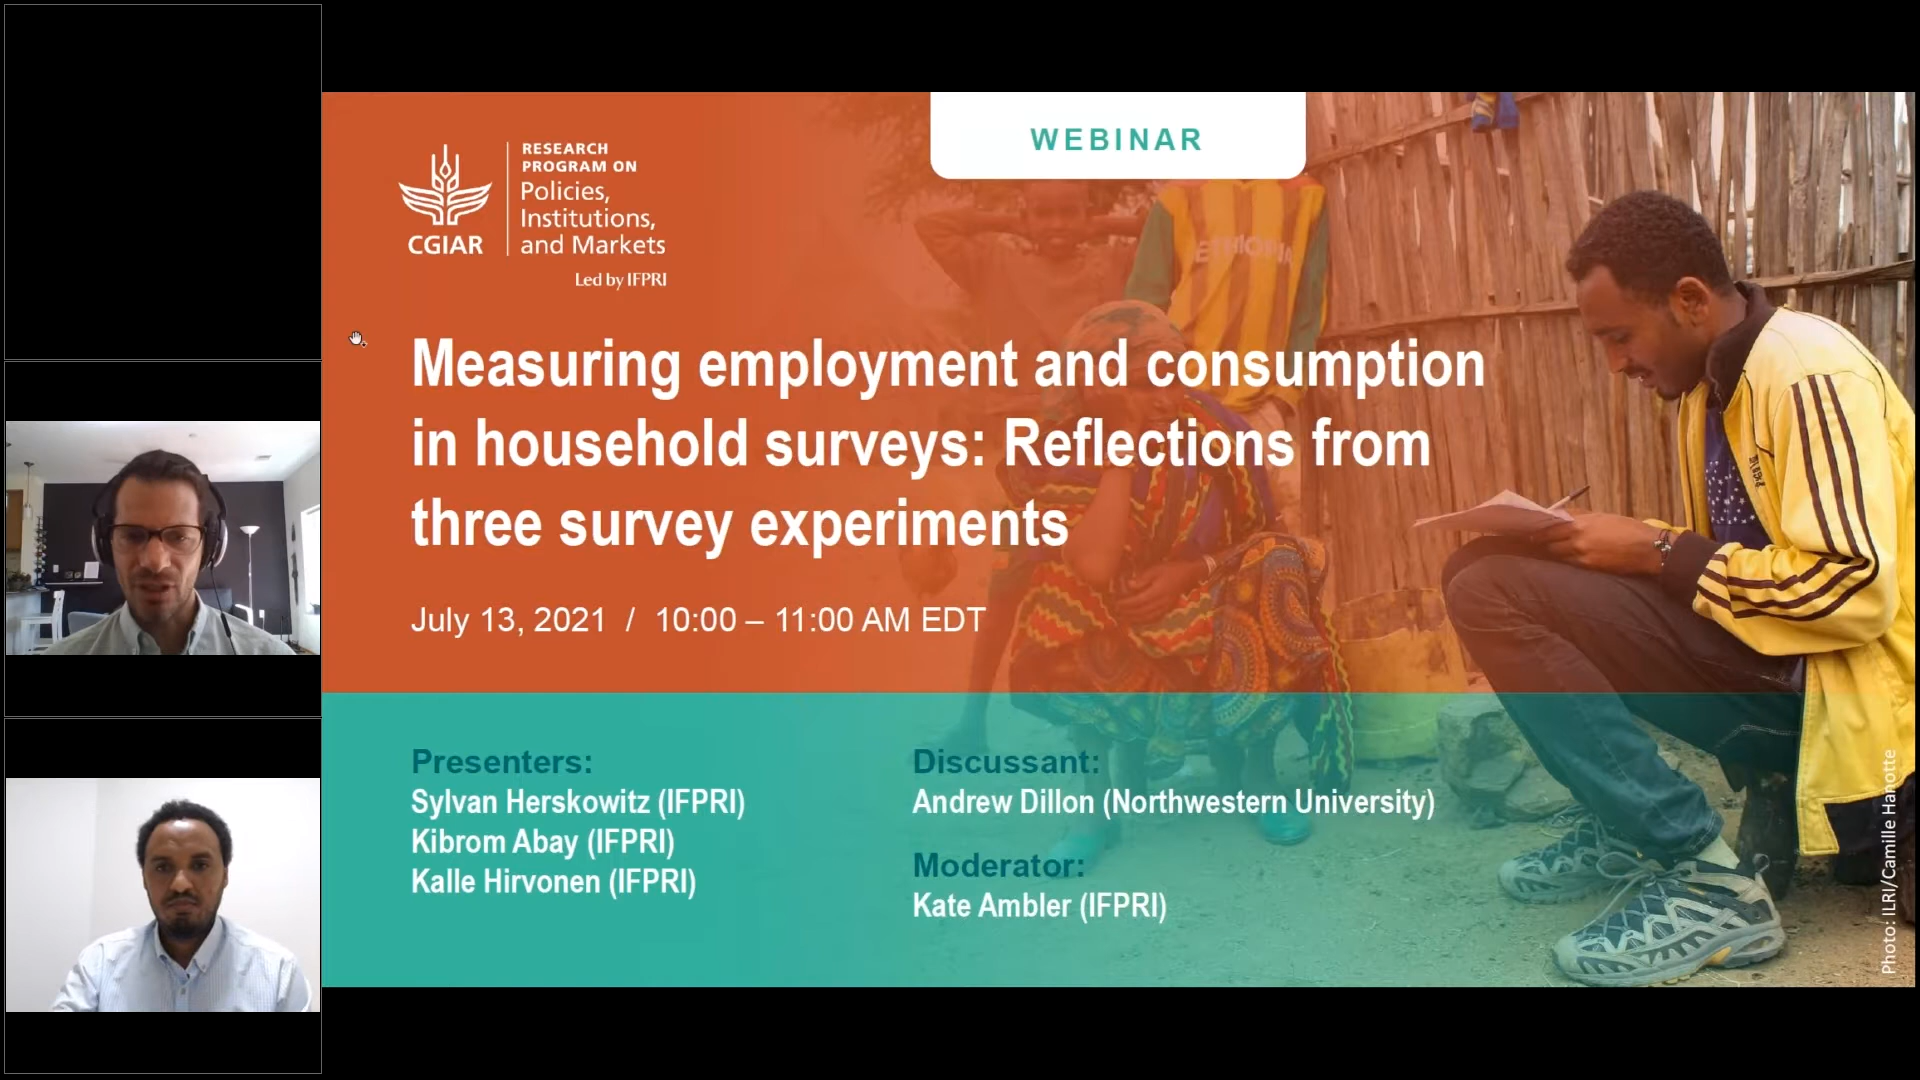 WEBINAR
RESEARCH
PROGRAM ON
Policies,
Institutions,
and Markets
CGIAR
Led by IFPRI
ETHIOPIA
Measuring employment and consumption
in household surveys: Reflections from
three survey experiments
July 13, 2021 / 10:00 – 11:00 AM EDT
Presenters:
Sylvan Herskowitz (IFPRI)
Kibrom Abay (IFPRI)
Kalle Hirvonen (IFPRI)
Discussant:
Andrew Dillon (Northwestern University)
Moderator:
Kate Ambler (IFPRI)
Photo: ILRI/Camille Hanotte